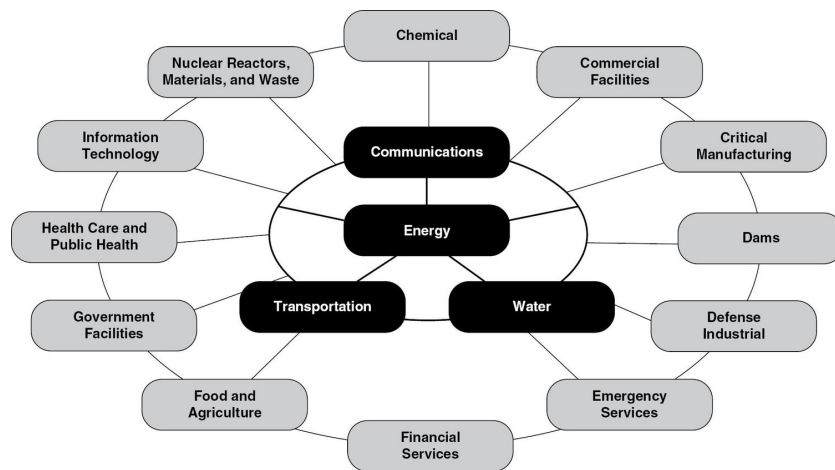 Chemical
Nuclear Reactors,
Materials, and Waste
Commercial
Facilities
Information
Technology
Communications
Critical
Manufacturing
Health Care and
Public Health
Energy
Dams
Government
Facilities
Transportation
Water
Defense
Industrial
Food and
Agriculture
Emergency
Services
Financial
Services